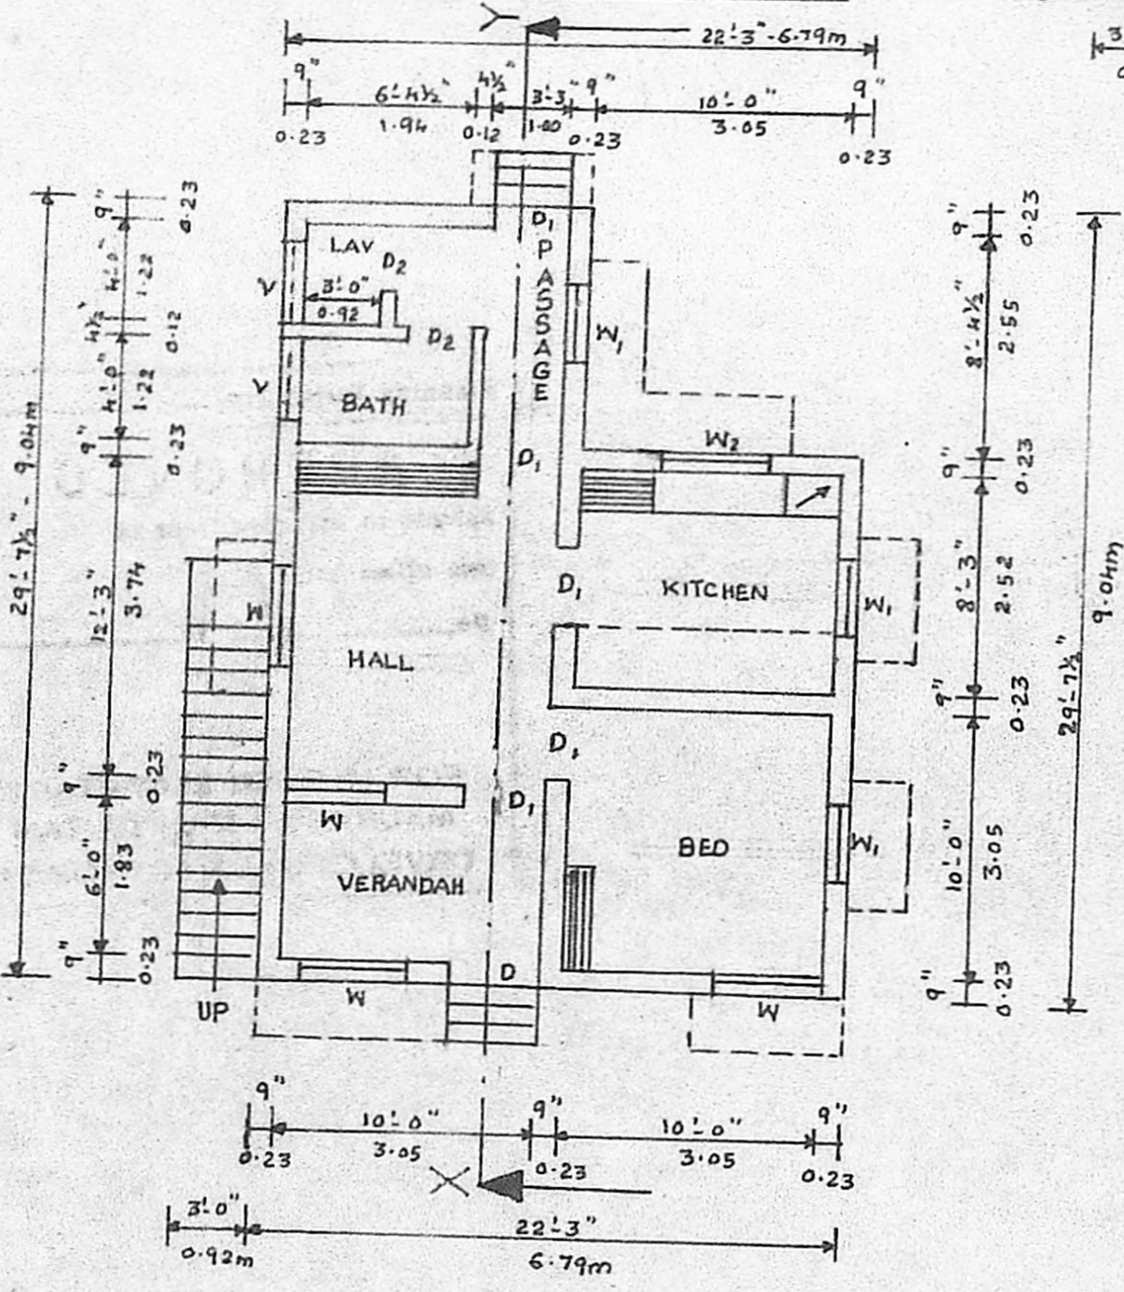 Y
22'-3" - 6.79m
9" 6'-4½" 4½" 3'-3" 9" 10'-0" 9"
0.23 1.94 0.12 1.00 0.23 3.05 0.23
29'-7½" - 9.04m
9" 0.23
4'-0" 1.22
4½" 0.12
4'-0" 1.22
9" 0.23
12'-3" 3.74
9" 0.23
6'-0" 1.83
9" 0.23
D1
LAV
D2
PASSAGE
V
3'-0"
0.92
D2
W1
V
BATH
D1
W2
D1
KITCHEN
W1
W
HALL
D1
D1
W
BED
W1
VERANDAH
D
W
W
UP
9" 0.23
8'-4½" 2.55
9" 0.23
8'-3" 2.52
9" 0.23
10'-0" 3.05
9" 0.23
29'-7½" 9.04m
9" 10'-0" 9" 10'-0" 9"
0.23 3.05 0.23 3.05 0.23
X
3'-0" 22'-3"
0.92m 6.79m